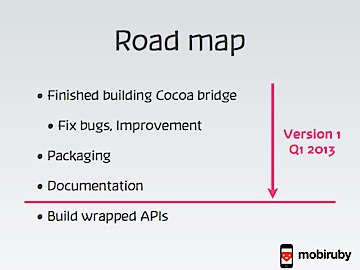 Road map
• Finished building Cocoa bridge
• Fix bugs, Improvement
• Packaging
• Documentation
• Build wrapped APIs
Version 1
Q1 2013
mobiruby